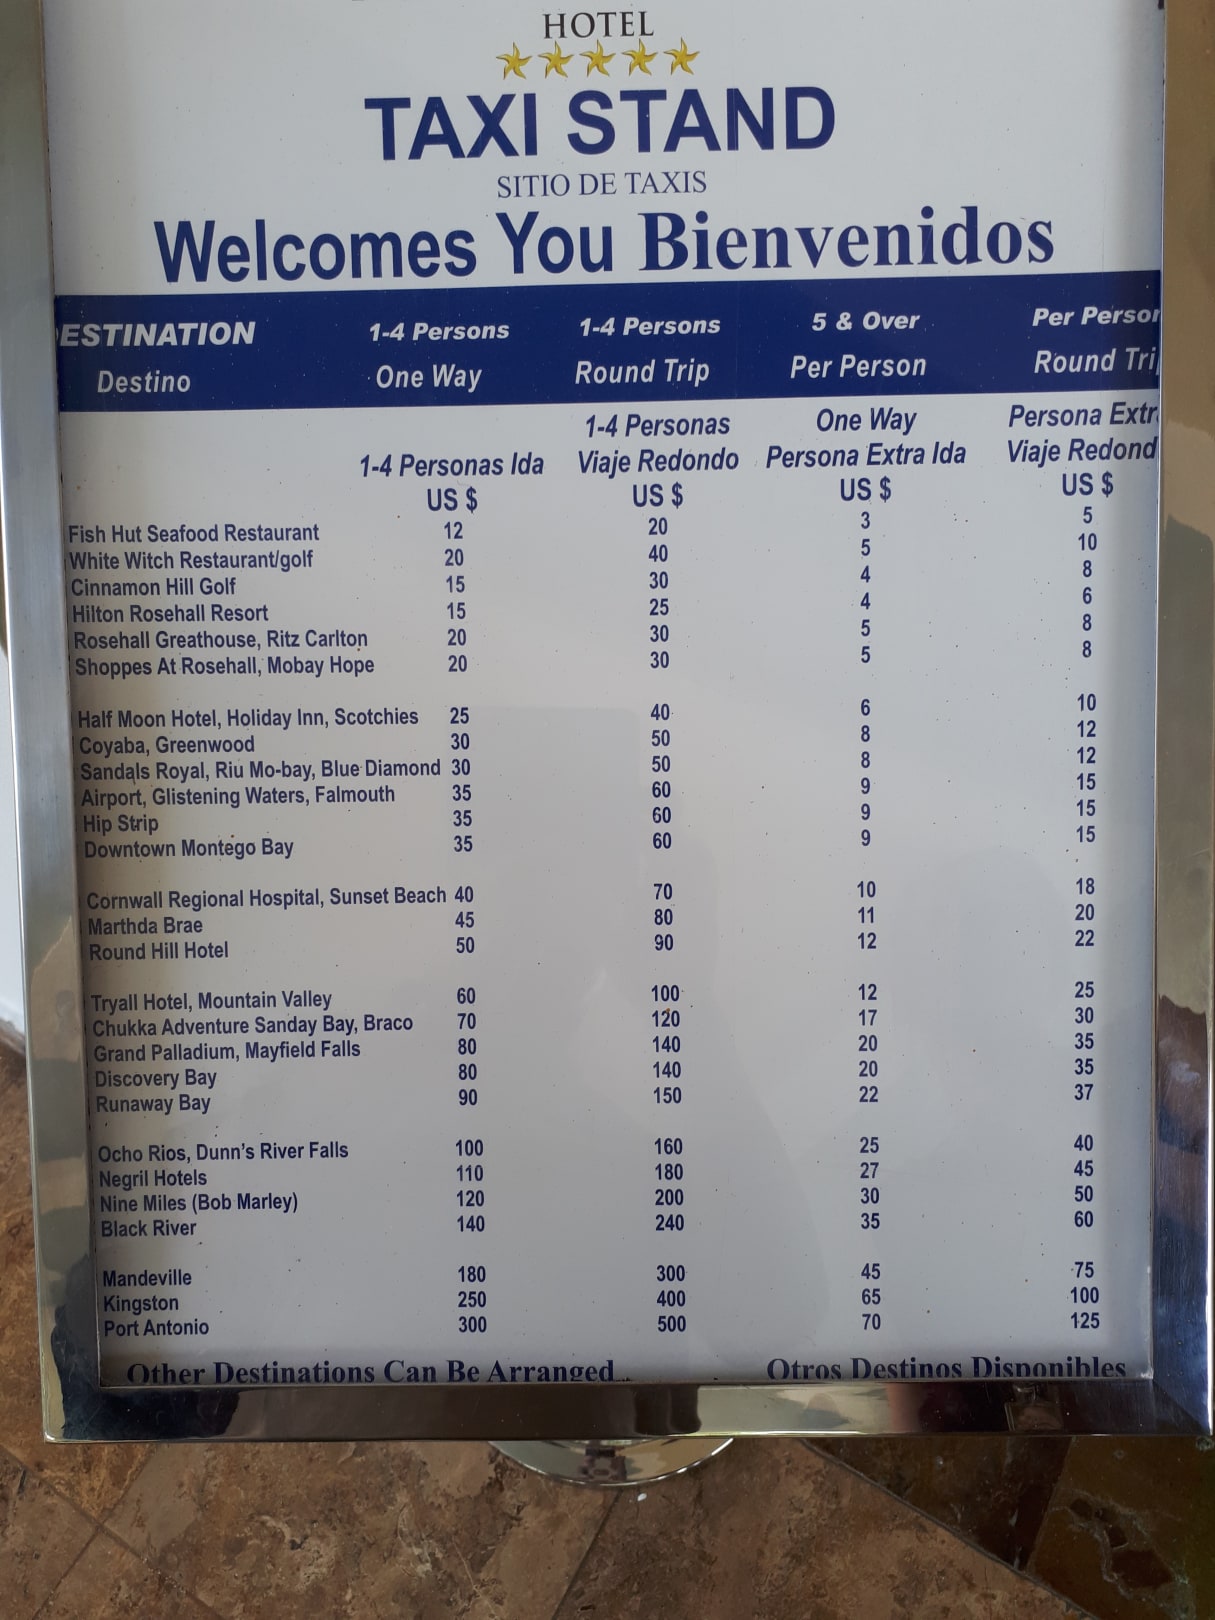 HOTEL
TAXI STAND
SITIO DE TAXIS
Welcomes You Bienvenidos
ESTINATION 1-4 Persons 1-4 Persons 5 & Over Per Person
Destino One Way Round Trip Per Person Round Trip
1-4 Personas One Way Persona Extra
1-4 Personas Ida Viaje Redondo Persona Extra Ida Viaje Redond
US $ US $ US $ US $
Fish Hut Seafood Restaurant 12 20 3 5
White Witch Restaurant/golf 20 40 5 10
Cinnamon Hill Golf 15 30 4 8
Hilton Rosehall Resort 15 25 4 6
Rosehall Greathouse, Ritz Carlton 20 30 5 8
Shoppes At Rosehall, Mobay Hope 20 30 5 8
Half Moon Hotel, Holiday Inn, Scotchies 25 40 6 10
Coyaba, Greenwood 30 50 8 12
Sandals Royal, Riu Mo-bay, Blue Diamond 30 50 8 12
Airport, Glistening Waters, Falmouth 35 60 9 15
Hip Strip 35 60 9 15
Downtown Montego Bay 35 60 9 15
Cornwall Regional Hospital, Sunset Beach 40 70 10 18
Marthda Brae 45 80 11 20
Round Hill Hotel 50 90 12 22
Tryall Hotel, Mountain Valley 60 100 12 25
Chukka Adventure Sanday Bay, Braco 70 120 17 30
Grand Palladium, Mayfield Falls 80 140 20 35
Discovery Bay 80 140 20 35
Runaway Bay 90 150 22 37
Ocho Rios, Dunn's River Falls 100 160 25 40
Negril Hotels 110 180 27 45
Nine Miles (Bob Marley) 120 200 30 50
Black River 140 240 35 60
Mandeville 180 300 45 75
Kingston 250 400 65 100
Port Antonio 300 500 70 125
Other Destinations Can Be Arranged... Otros Destinos Disponibles